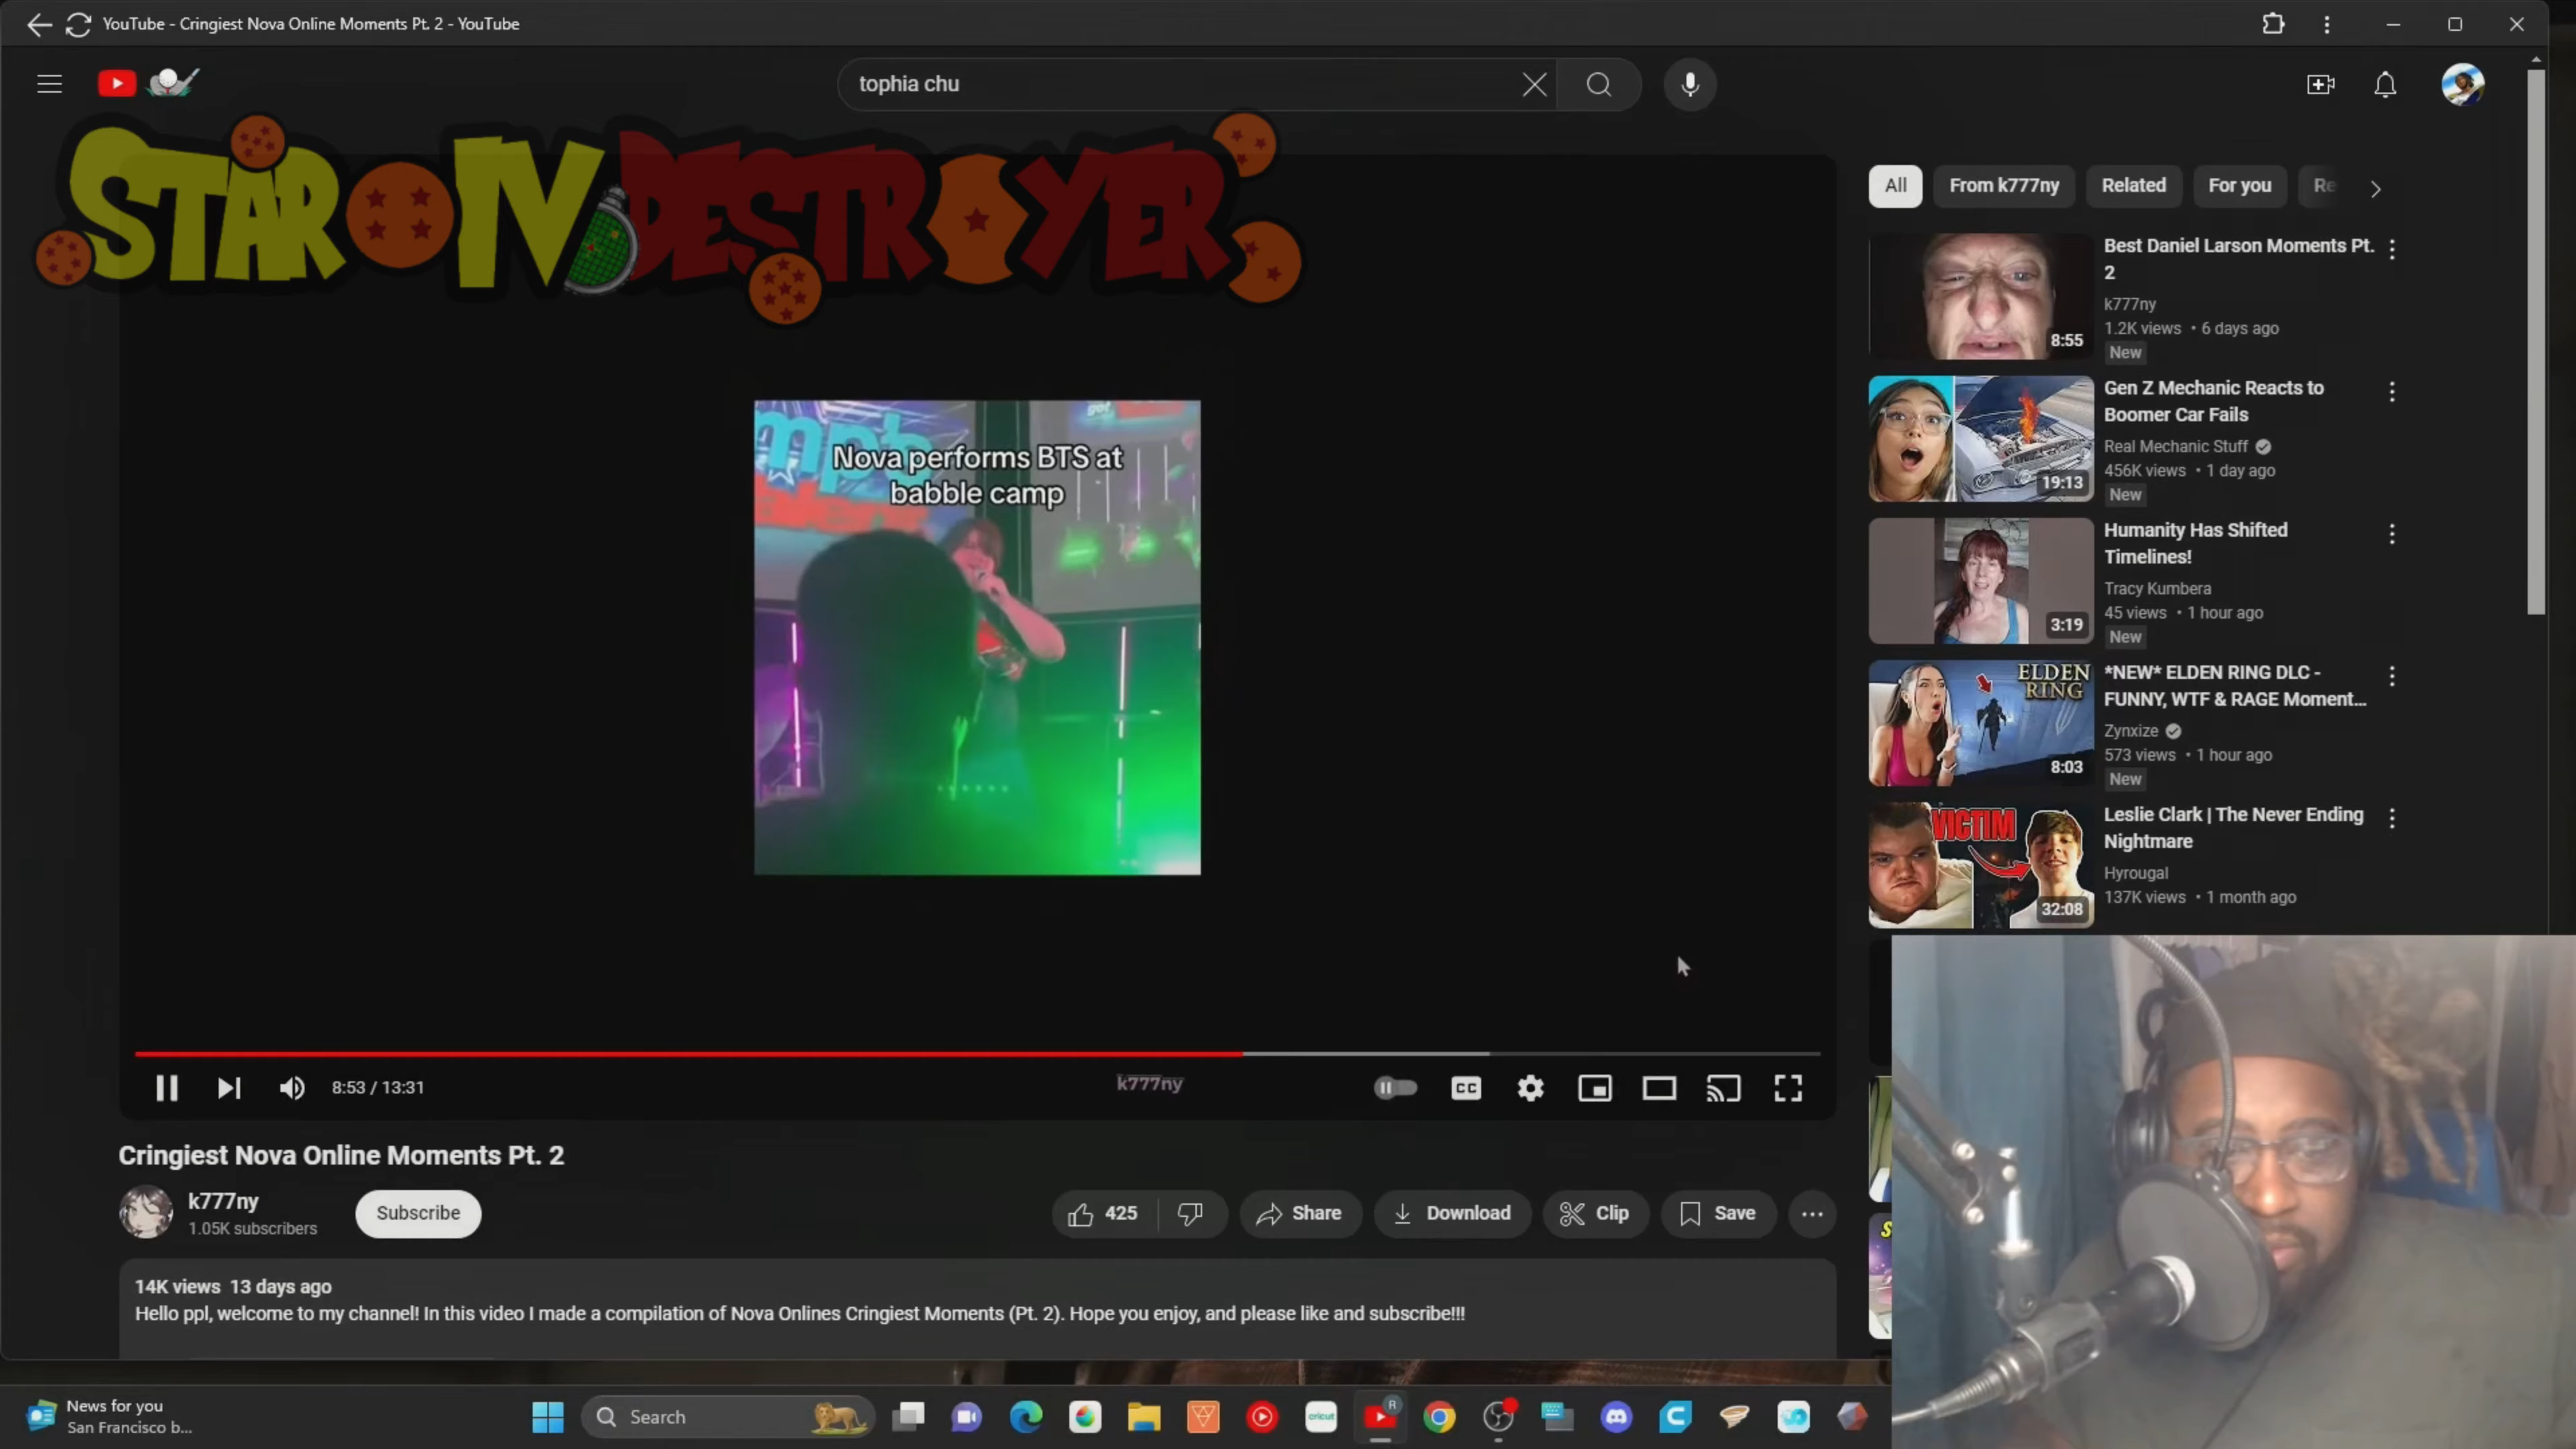 YouTube - Cringiest Nova Online Moments Pt. 2 - YouTube
tophia chu
STAR IV DESTROYER
All
From k777ny
Related
For you
Re
Nova performs BTS at
babble camp
8:53 / 13:31
k777ny
Cringiest Nova Online Moments Pt. 2
k777ny
1.05K subscribers
Subscribe
425
Share
Download
Clip
Save
14K views 13 days ago
Hello ppl, welcome to my channel! In this video I made a compilation of Nova Onlines Cringiest Moments (Pt. 2). Hope you enjoy, and please like and subscribe!!!
8:55
Best Daniel Larson Moments Pt.
2
k777ny
1.2K views • 6 days ago
New
19:13
Gen Z Mechanic Reacts to
Boomer Car Fails
Real Mechanic Stuff
456K views • 1 day ago
New
3:19
Humanity Has Shifted
Timelines!
Tracy Kumbera
45 views • 1 hour ago
New
ELDEN
RING
8:03
*NEW* ELDEN RING DLC -
FUNNY, WTF & RAGE Moment...
Zynxize
573 views • 1 hour ago
New
VICTIM
32:08
Leslie Clark | The Never Ending
Nightmare
Hyrougal
137K views • 1 month ago
News for you
San Francisco b...
Search
cricut
R